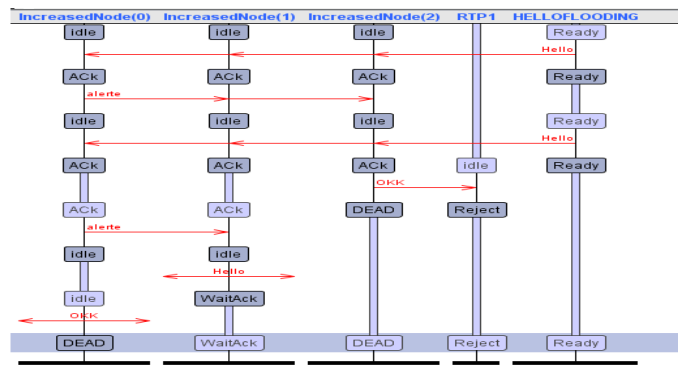 IncreasedNode(0) IncreasedNode(1) IncreasedNode(2) RTP1 HELLOFLOODING
idle idle idle Ready
Hello
ACk ACk ACk Ready
alerte
idle idle idle Ready
Hello
ACk ACk ACk idle Ready
OKK
ACk ACk DEAD Reject
alerte
idle idle
Hello
idle WaitAck
OKK
DEAD WaitAck DEAD Reject Ready